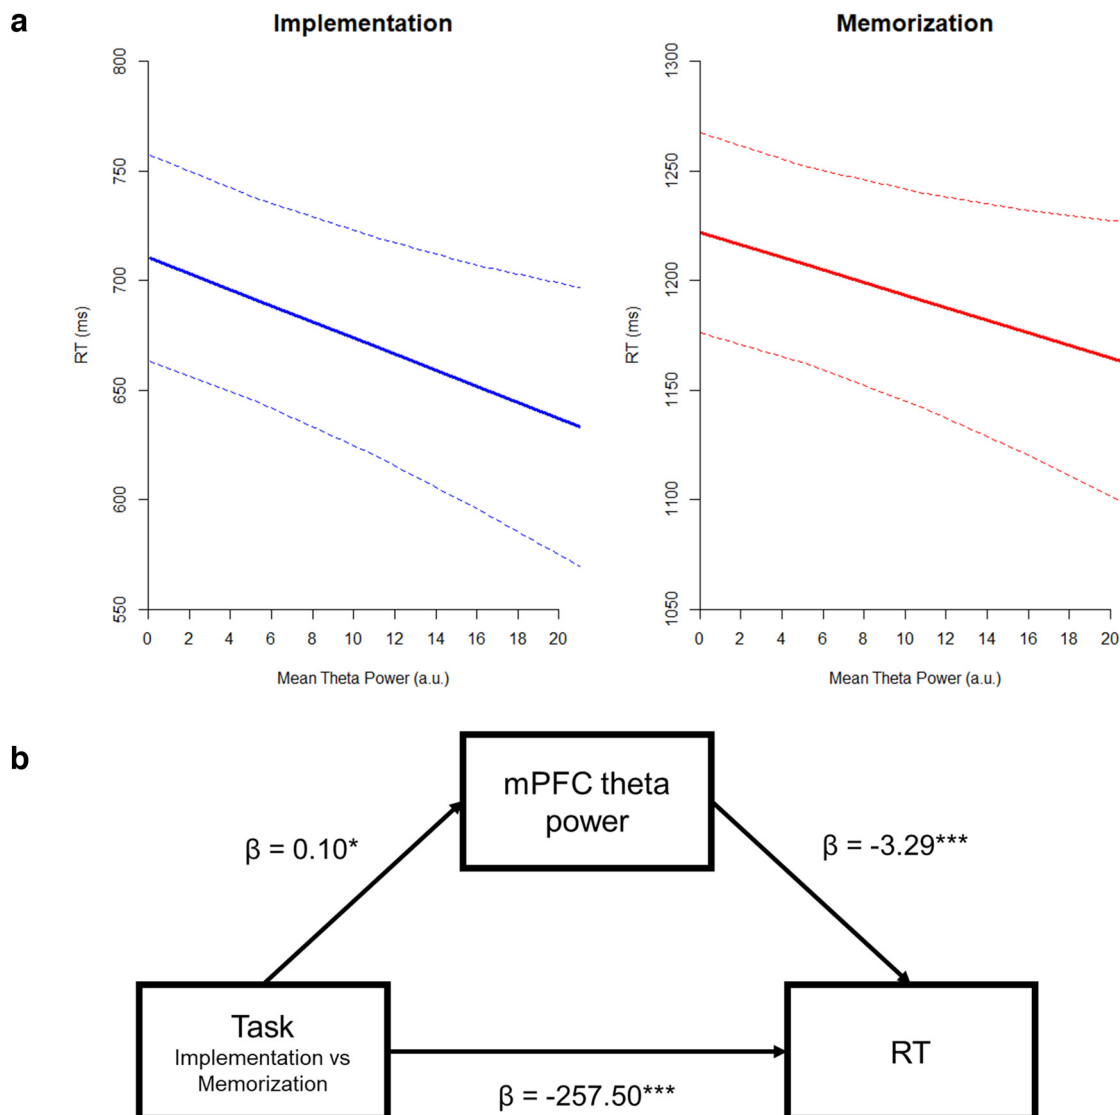 a
Implementation
Memorization
800
750
700
650
600
550
RT (ms)
0 2 4 6 8 10 12 14 16 18 20
Mean Theta Power (a.u.)
1300
1250
1200
1150
1100
1050
RT (ms)
0 2 4 6 8 10 12 14 16 18 20
Mean Theta Power (a.u.)
b
mPFC theta
power
β = 0.10*
β = -3.29***
Task
Implementation vs
Memorization
RT
β = -257.50***